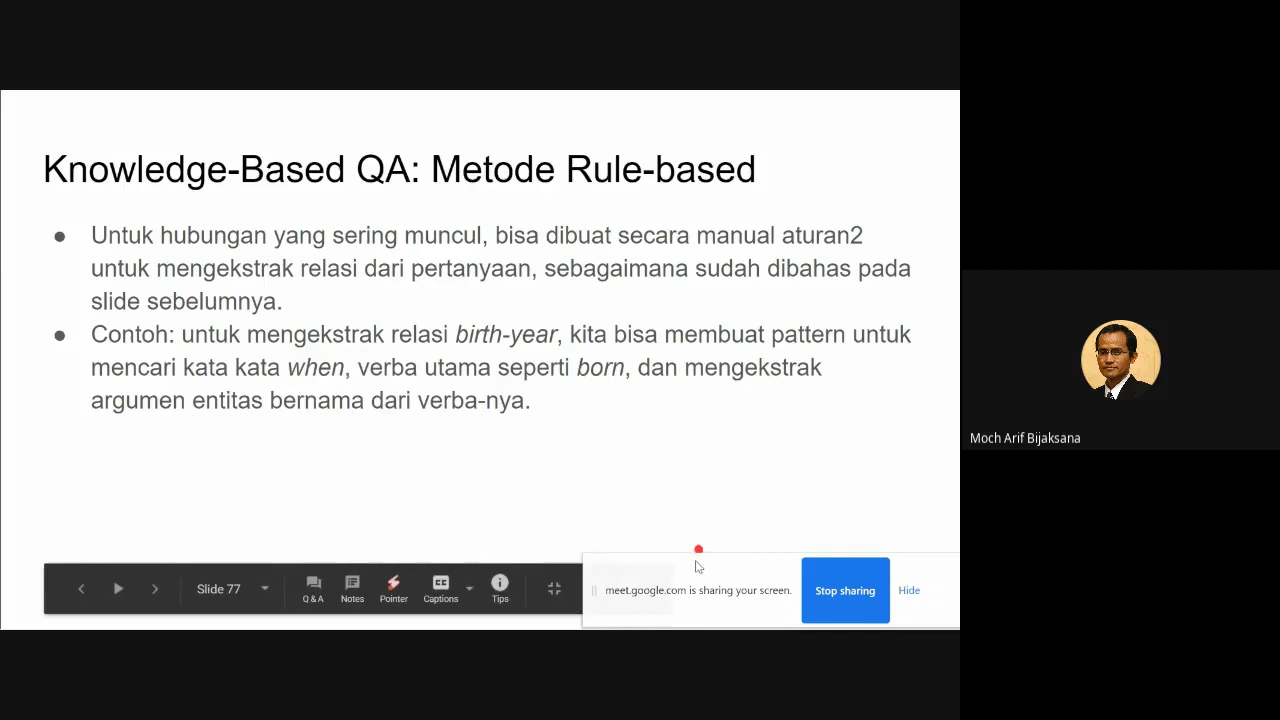 Knowledge-Based QA: Metode Rule-based
● Untuk hubungan yang sering muncul, bisa dibuat secara manual aturan2
untuk mengekstrak relasi dari pertanyaan, sebagaimana sudah dibahas pada
slide sebelumnya.
● Contoh: untuk mengekstrak relasi birth-year, kita bisa membuat pattern untuk
mencari kata kata when, verba utama seperti born, dan mengekstrak
argumen entitas bernama dari verba-nya.
Moch Arif Bijaksana
Slide 77
Q & A
Notes
Pointer
CC
Captions
Tips
meet.google.com is sharing your screen.
Stop sharing
Hide